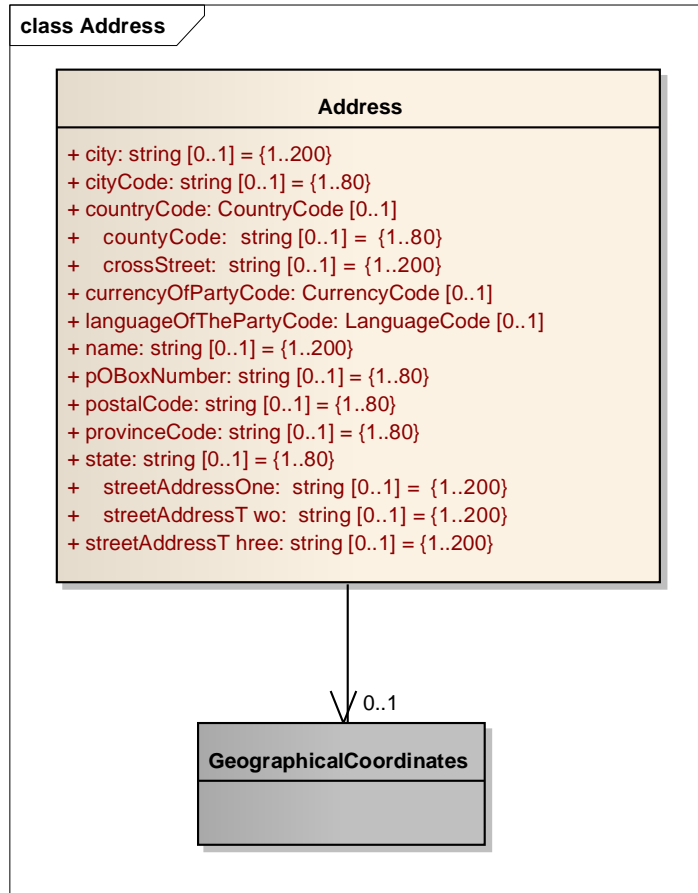 class Address
Address
+ city: string [0..1] = {1..200}
+ cityCode: string [0..1] = {1..80}
+ countryCode: CountryCode [0..1]
+ countyCode: string [0..1] = {1..80}
+ crossStreet: string [0..1] = {1..200}
+ currencyOfPartyCode: CurrencyCode [0..1]
+ languageOfThePartyCode: LanguageCode [0..1]
+ name: string [0..1] = {1..200}
+ pOBoxNumber: string [0..1] = {1..80}
+ postalCode: string [0..1] = {1..80}
+ provinceCode: string [0..1] = {1..80}
+ state: string [0..1] = {1..80}
+ streetAddressOne: string [0..1] = {1..200}
+ streetAddressT wo: string [0..1] = {1..200}
+ streetAddressT hree: string [0..1] = {1..200}
0..1
GeographicalCoordinates